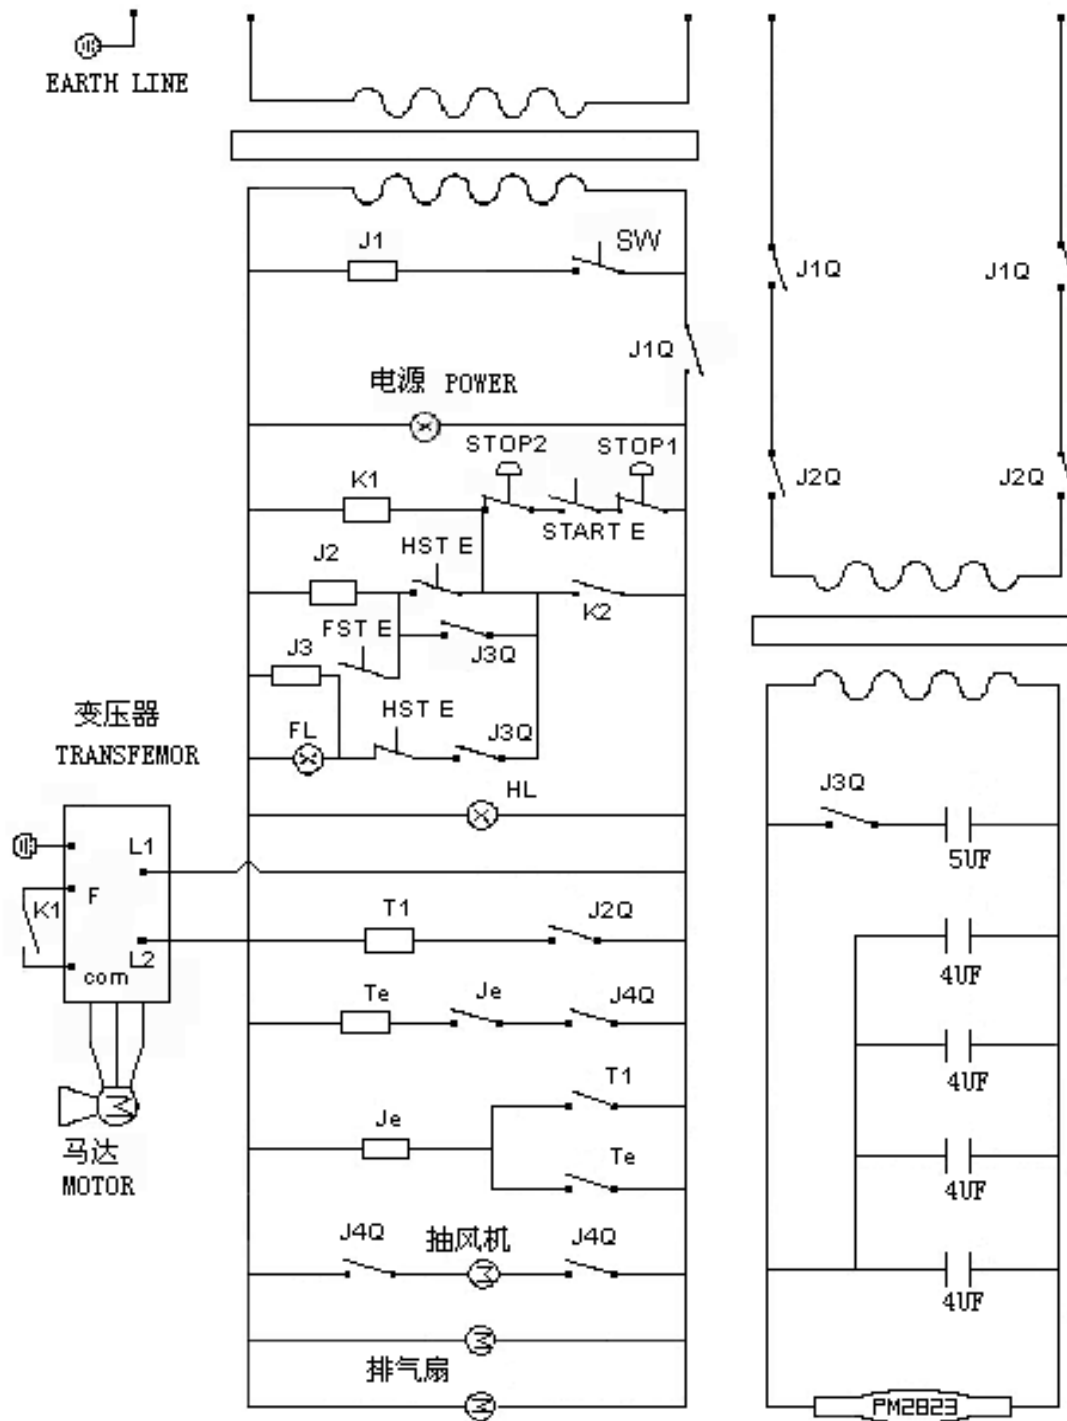 EARTH LINE
J1
SW
J1Q
J1Q
J1Q
电源 POWER
STOP2
STOP1
K1
START E
J2Q
J2Q
HST E
J2
K2
FST E
J3
J3Q
HST E
J3Q
FL
变压器
TRANSFEMOR
HL
J3Q
5UF
L1
F
K1
T1
J2Q
L2
com
4UF
Te
Je
J4Q
4UF
T1
Je
Te
马达
MOTOR
4UF
J4Q
抽风机
J4Q
4UF
排气扇
PM2823